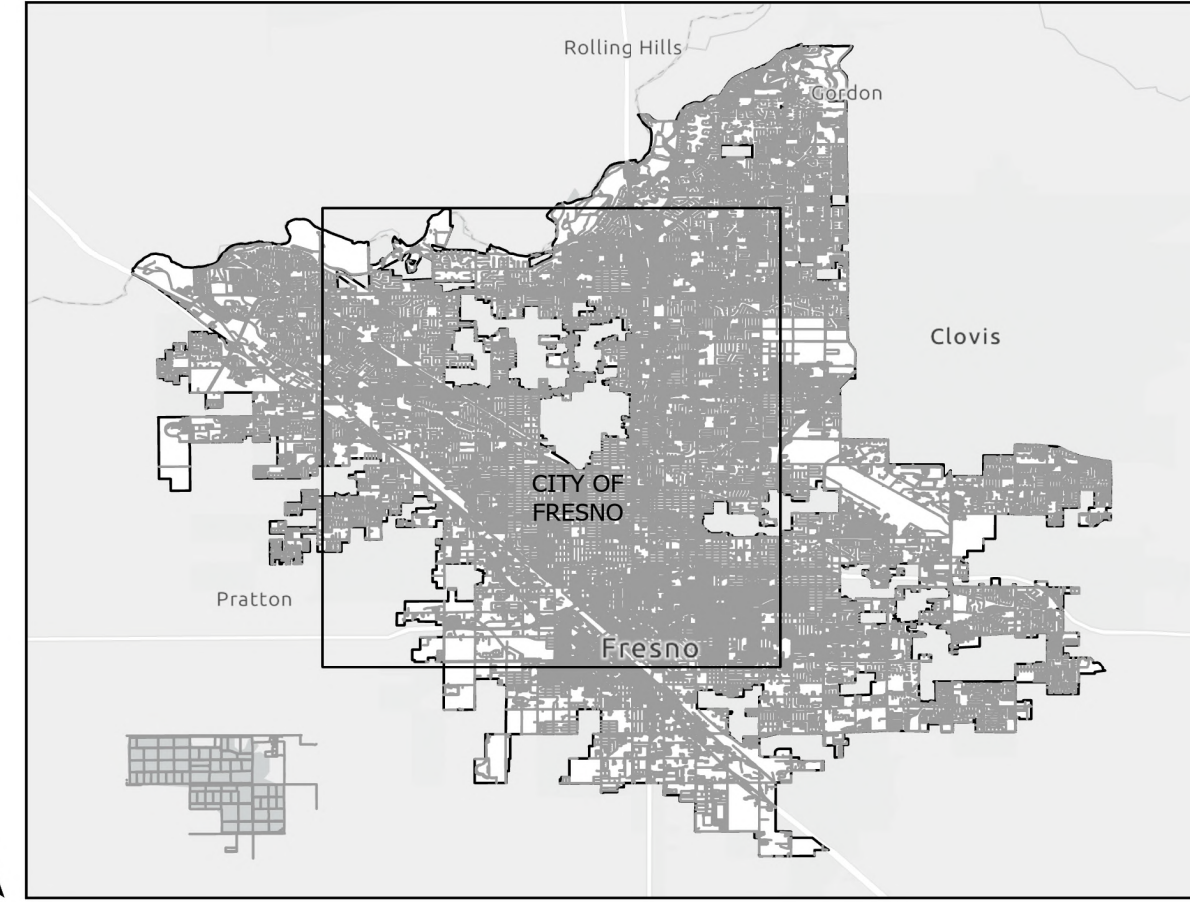 Rolling Hills
Gordon
Clovis
CITY OF
FRESNO
Pratton
Fresno